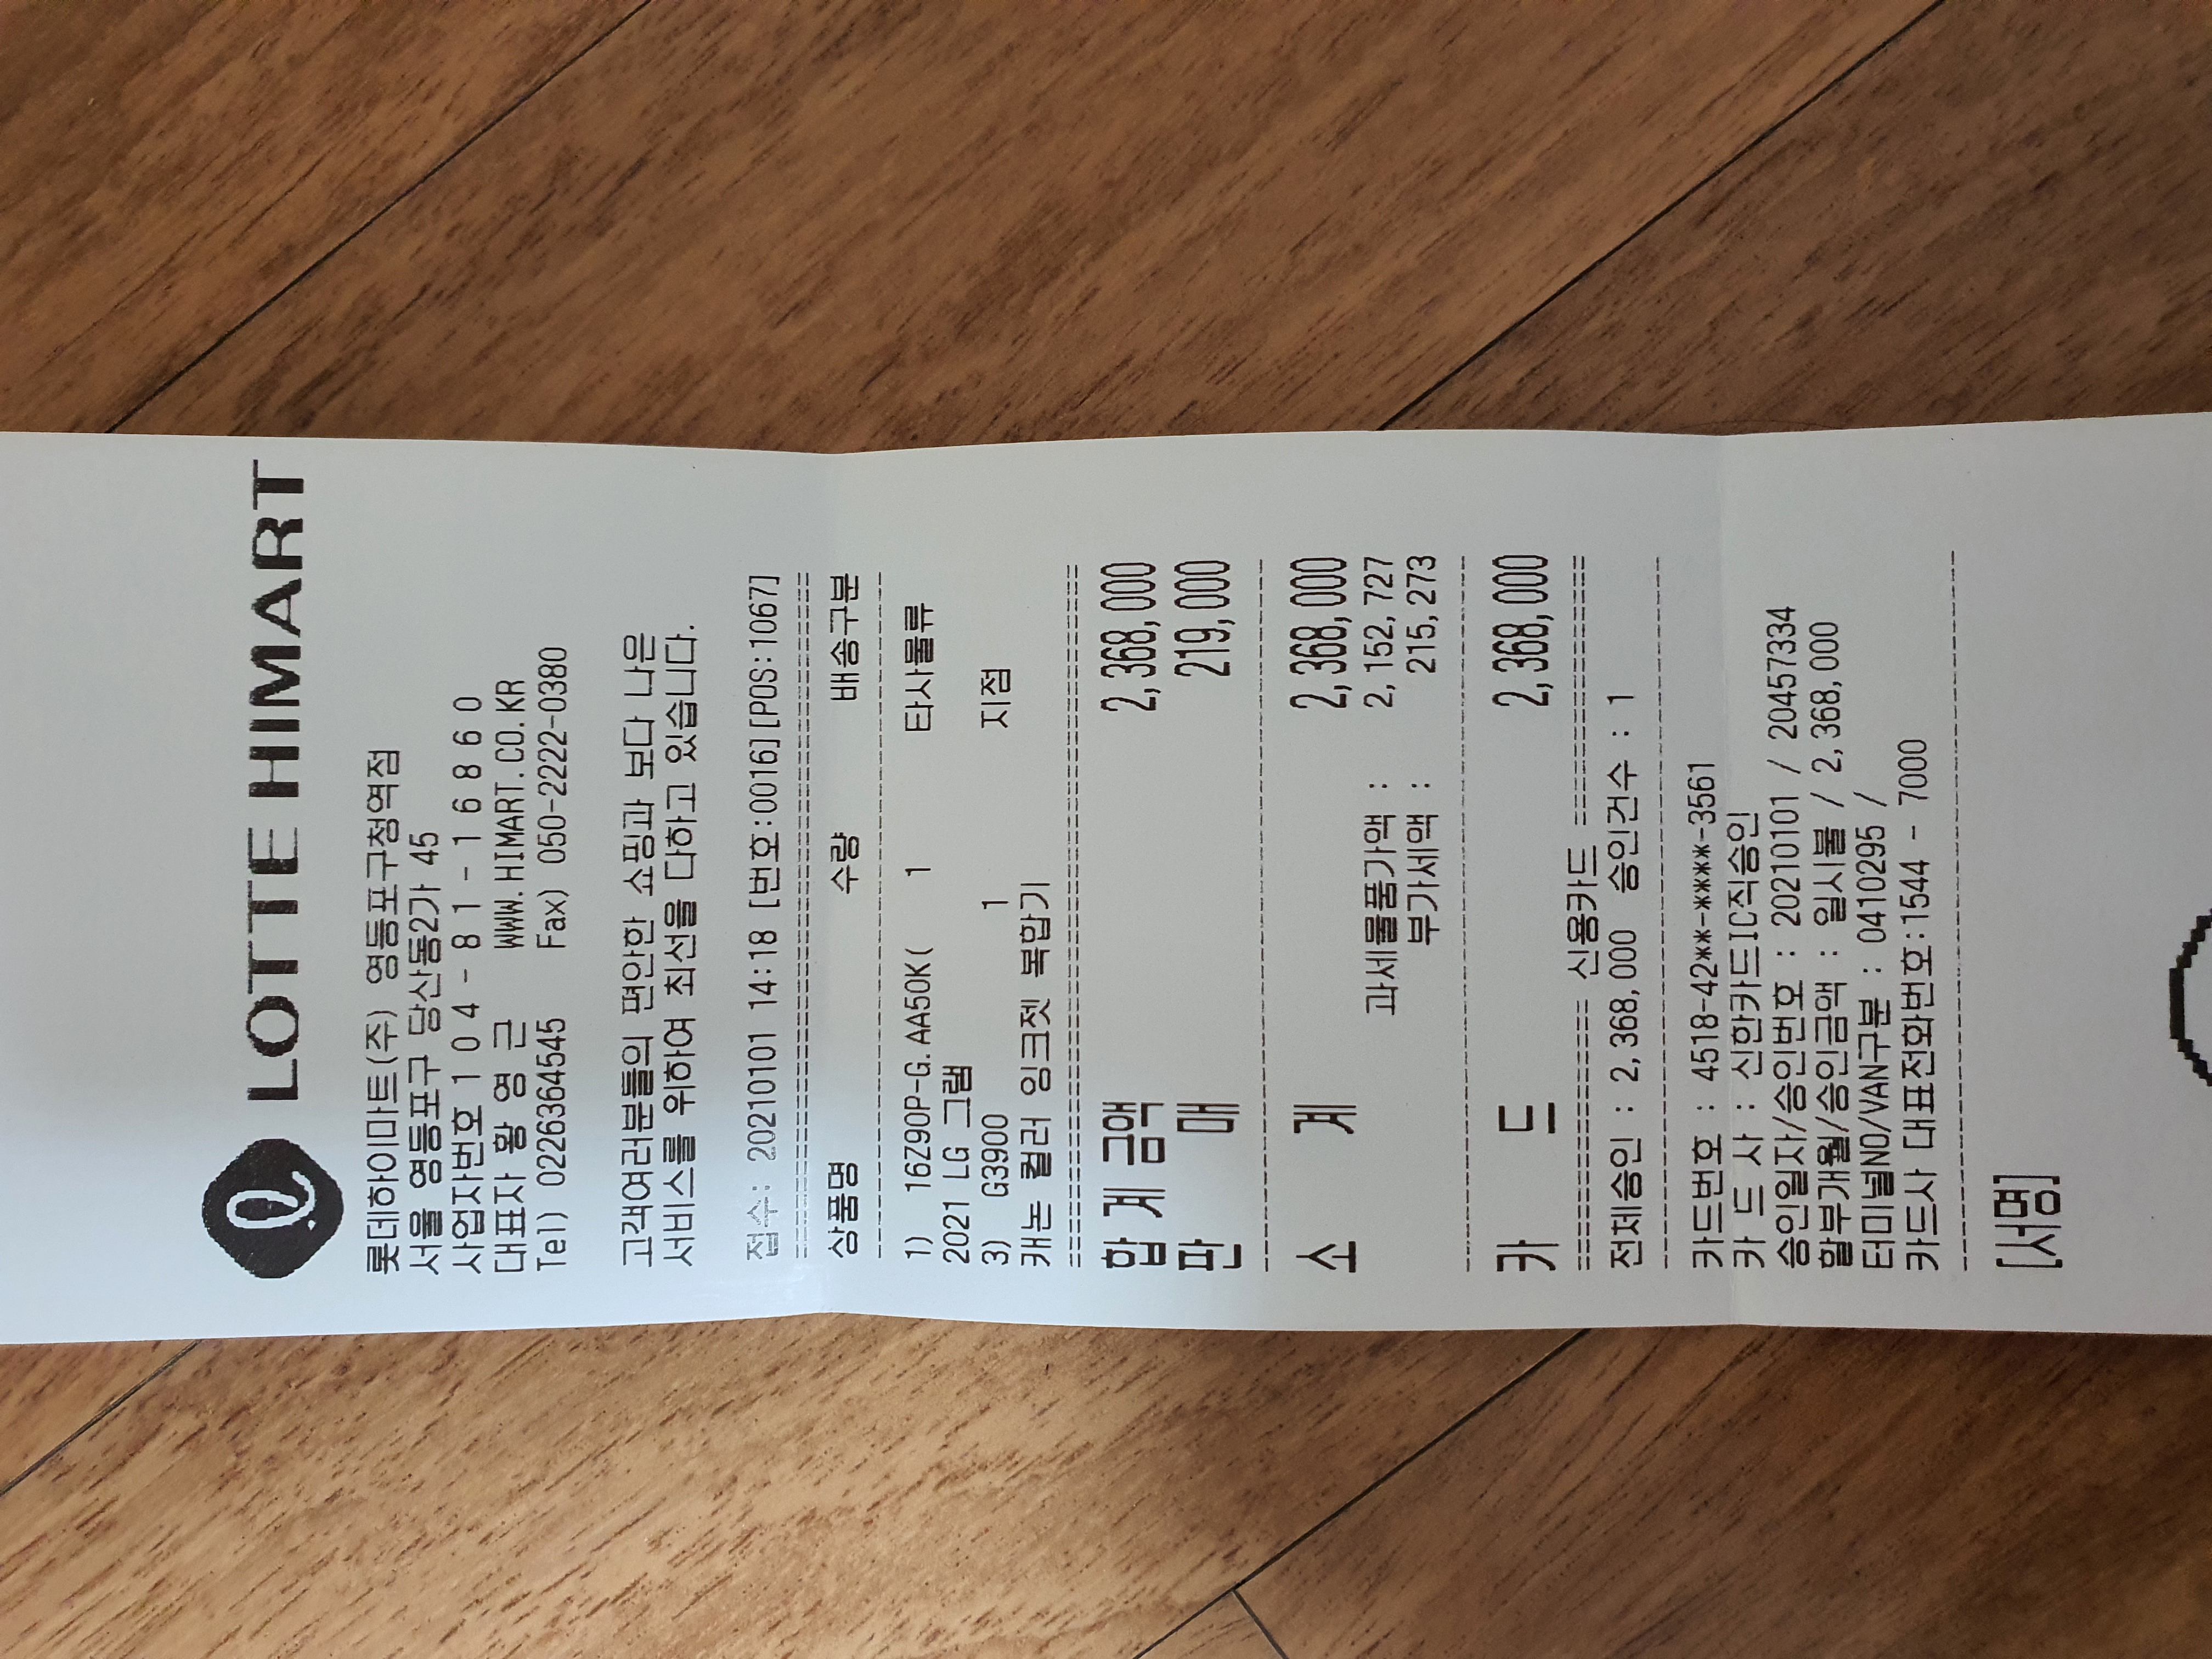 LOTTE HIMART
롯데하이마트(주) 영등포구청역점
서울 영등포구 당산동2가 45
사업자번호 1 0 4 - 8 1 - 1 6 8 6 0
대표자 황 영 근 WWW.HIMART.CO.KR
Tel) 0226364545 Fax) 050-2222-0380
고객여러분들의 편안한 쇼핑과 보다 나은
서비스를 위하여 최선을 다하고 있습니다.
접수: 20210101 14:18 [번호:0016][POS:1067]
상품명 수량 배송구분
1) 16Z90P-G.AA50K( 1 타사물류
2021 LG 그램
3) G3900 1 지점
캐논 컬러 잉크젯 복합기
합 계 금액 2,368,000
판 매 219,000
소 계 2,368,000
과세물품가액 : 2,152,727
부가세액 : 215,273
카 드 2,368,000
================ 신용카드 ================
전체승인 : 2,368,000 승인건수 : 1
카드번호 : 4518-42**-****-3561
카 드 사 : 신한카드IC직승인
승인일자/승인번호 : 20210101 / 20457334
할부개월/승인금액 : 일시불 / 2,368,000
터미널NO/VAN구분 : 0410295 /
카드사 대표전화번호:1544 - 7000
[서명]